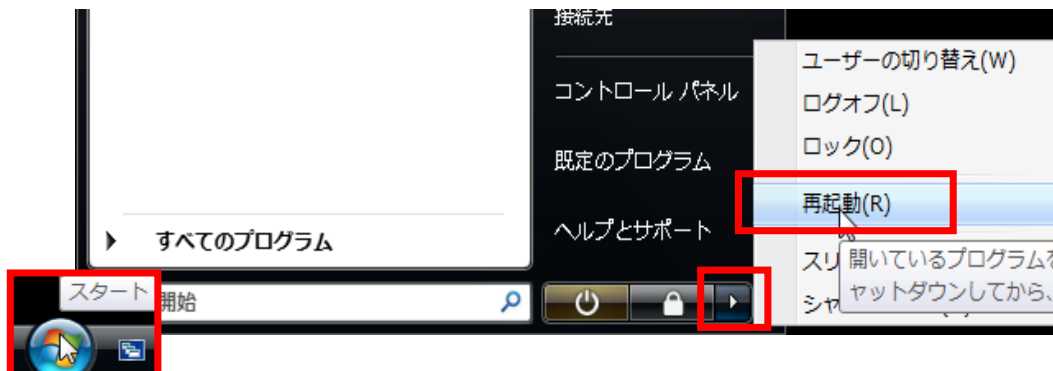 接続先
コントロール パネル
既定のプログラム
ヘルプとサポート
すべてのプログラム
スタート
開始
ユーザーの切り替え(W)
ログオフ(L)
ロック(O)
再起動(R)
スリ
シャ
開いているプログラムを
ャットダウンしてから、